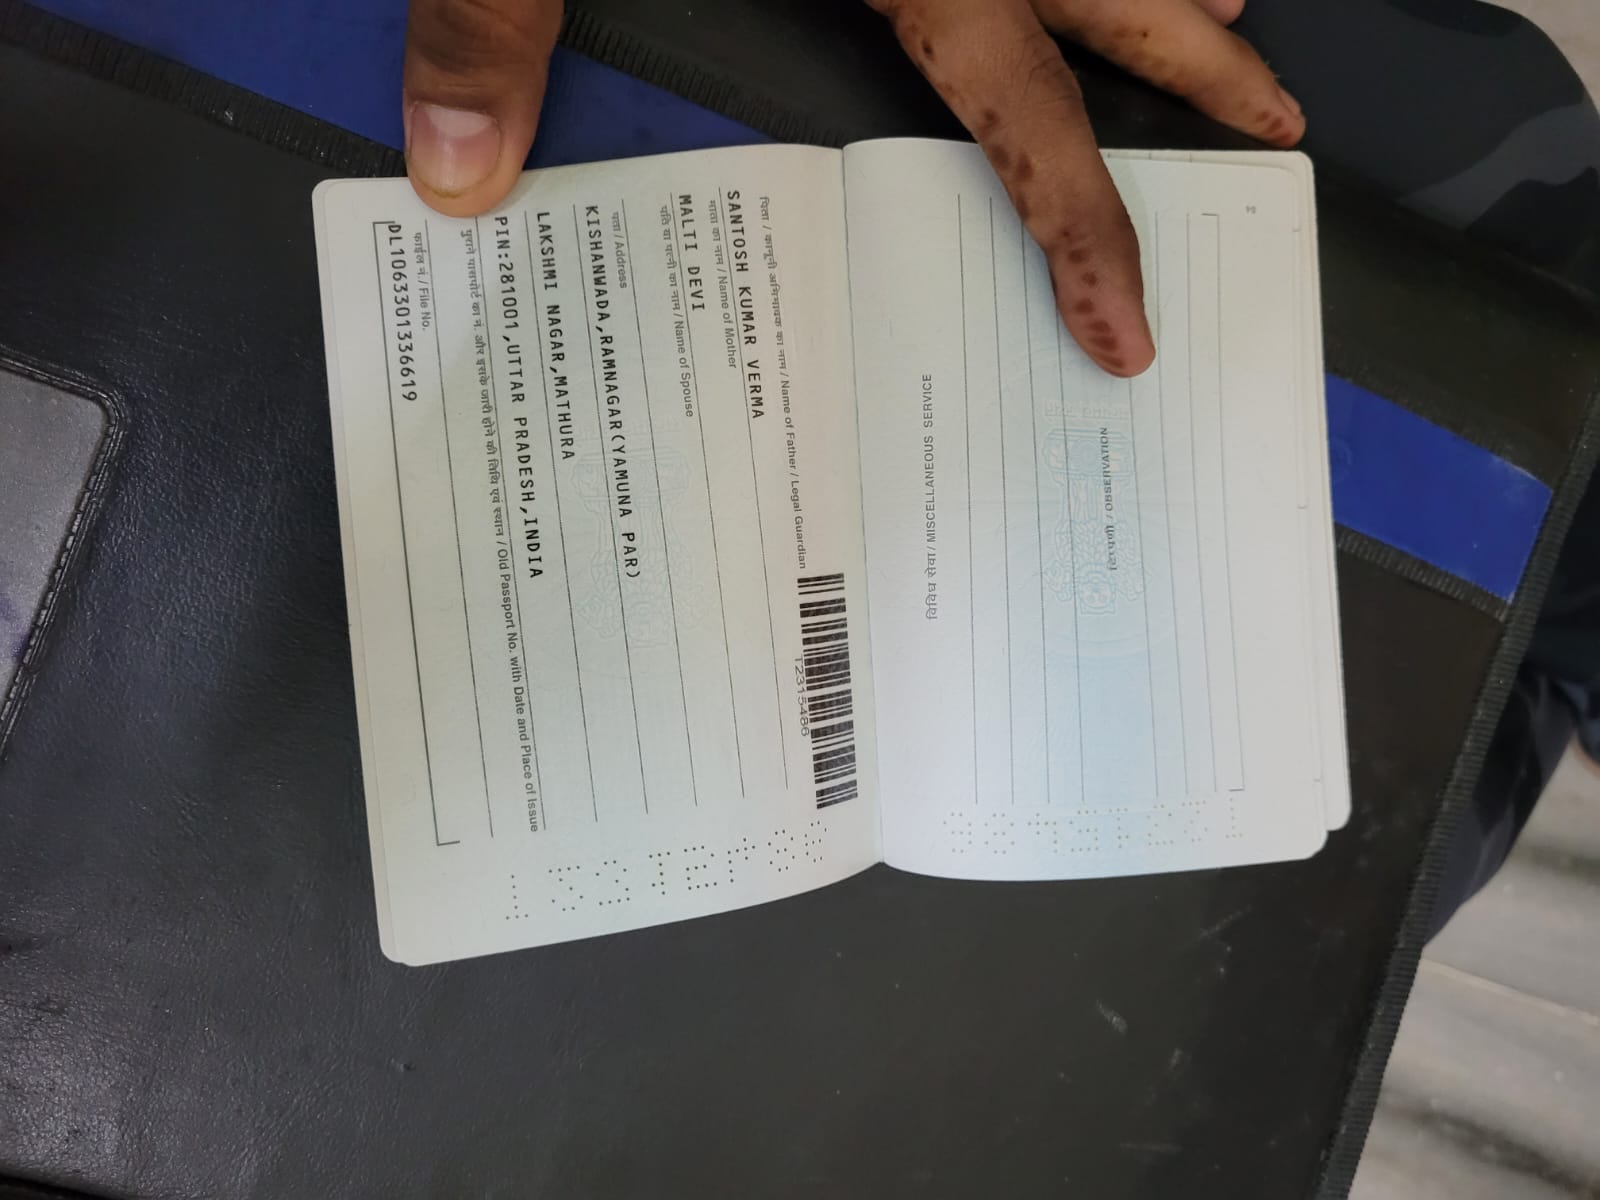 पिता / कानूनी अभिभावक का नाम / Name of Father / Legal Guardian
SANTOSH KUMAR VERMA
माता का नाम / Name of Mother
MALTI DEVI
पति या पत्नी का नाम / Name of Spouse
पता / Address
KISHANWADA,RAMNAGAR(YAMUNA PAR)
LAKSHMI NAGAR,MATHURA
PIN:281001,UTTAR PRADESH,INDIA
पुराने पासपोर्ट का नं. और इसके जारी होने की तिथि एवं स्थान / Old Passport No. with Date and Place of Issue
फाईल नं. / File No.
DL1063301336619
T2315486
विविध सेवा / MISCELLANEOUS SERVICE
टिप्पणी / OBSERVATION